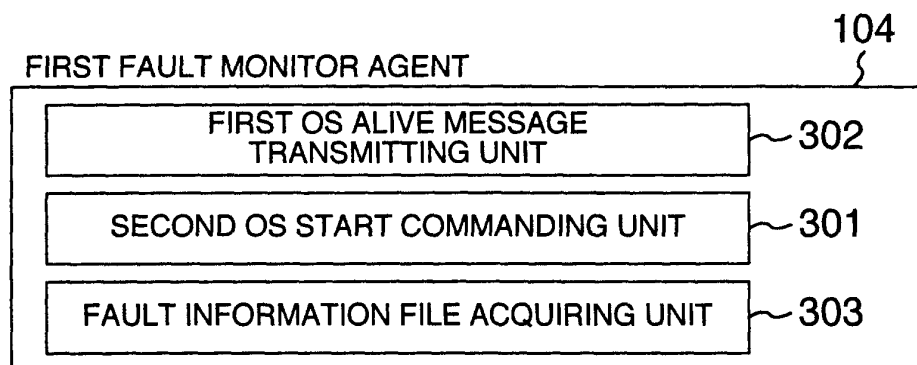 104
FIRST FAULT MONITOR AGENT
FIRST OS ALIVE MESSAGE
TRANSMITTING UNIT
302
SECOND OS START COMMANDING UNIT
301
FAULT INFORMATION FILE ACQUIRING UNIT
303